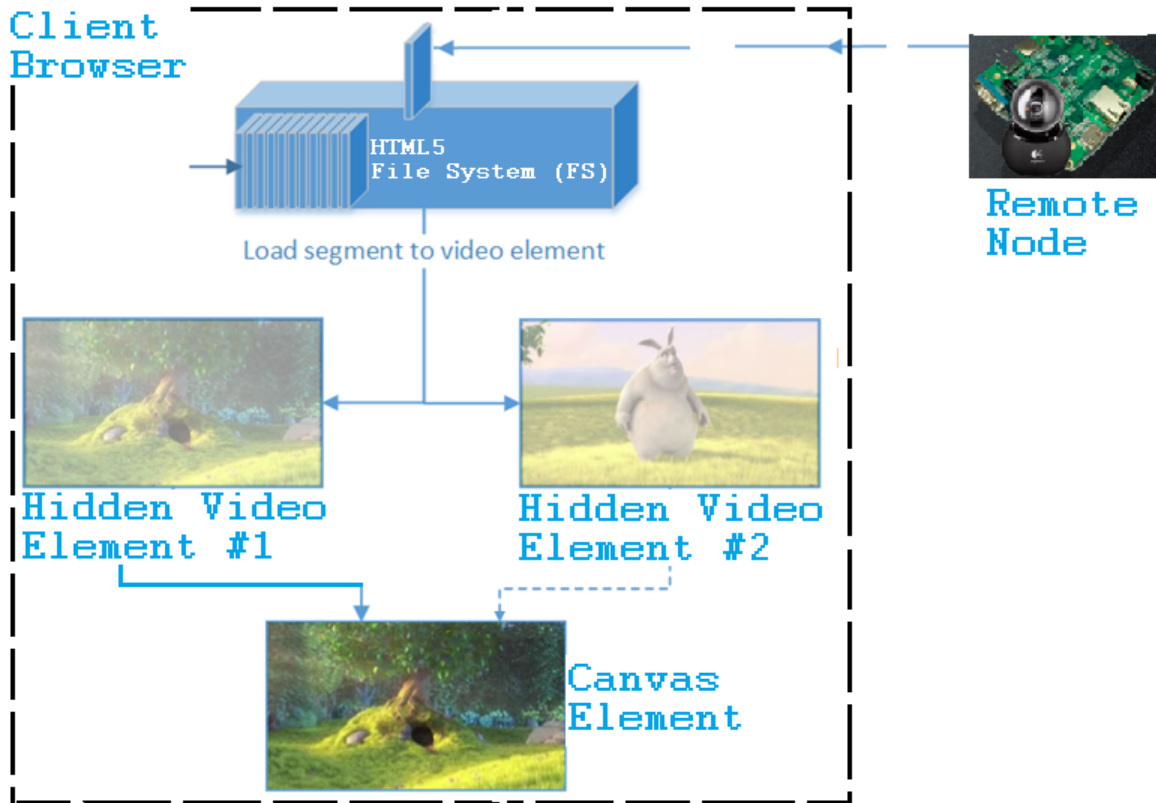 Client
Browser
HTML5
File System (FS)
Remote
Node
Load segment to video element
Hidden Video
Element #1
Hidden Video
Element #2
Canvas
Element